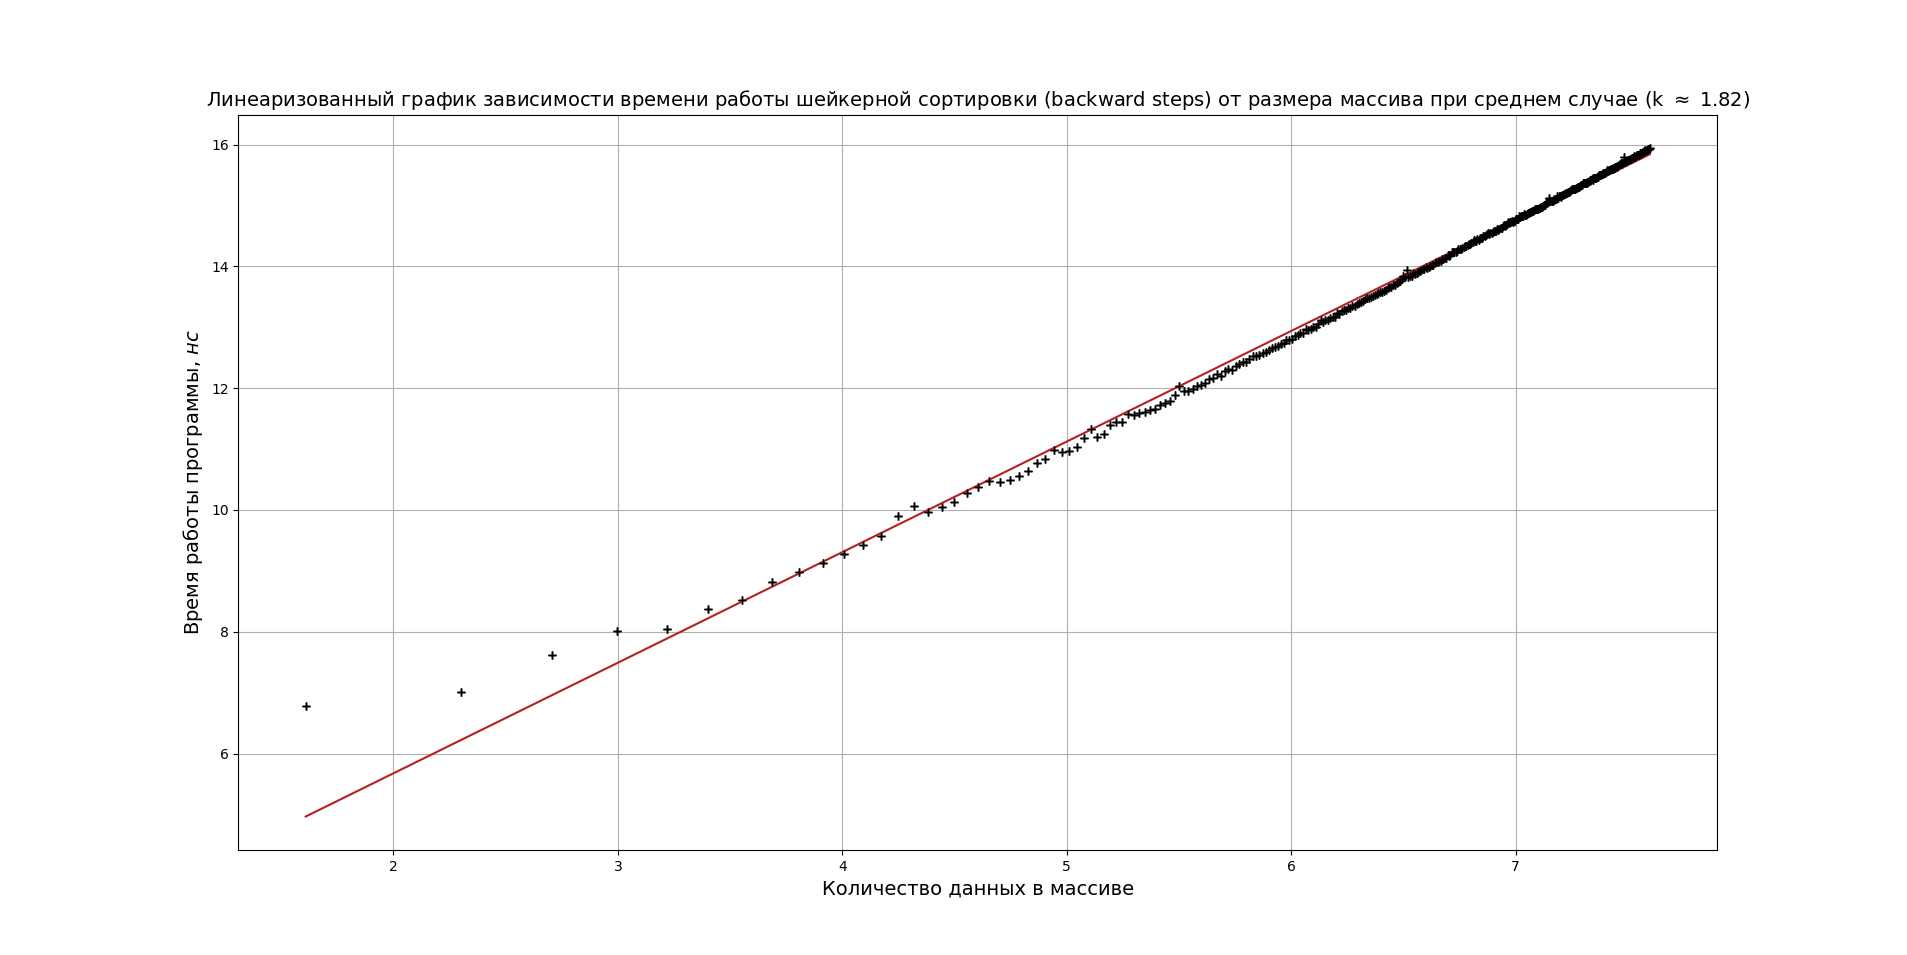 Линеаризованный график зависимости времени работы шейкерной сортировки (backward steps) от размера массива при среднем случае (k ≈ 1.82)
16
14
12
10
8
6
Время работы программы, нс
2 3 4 5 6 7
Количество данных в массиве